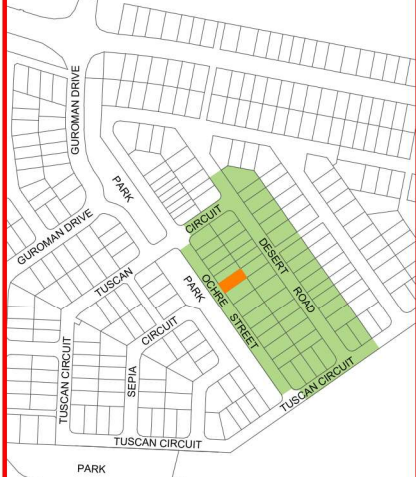 GUROMAN DRIVE
PARK
GUROMAN DRIVE
CIRCUIT
TUSCAN
PARK
DESERT
ROAD
OCHRE
STREET
CIRCUIT
SEPIA
TUSCAN CIRCUIT
TUSCAN CIRCUIT
TUSCAN CIRCUIT
PARK